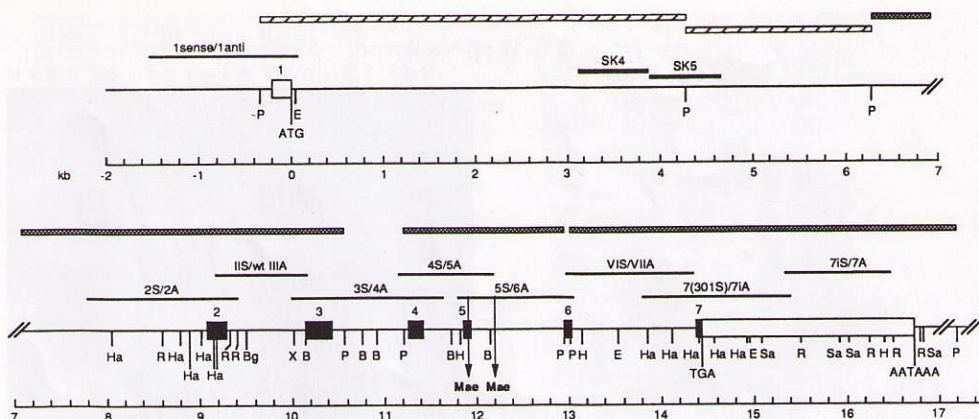 1sense/1anti
SK4
SK5
1
-P
E
P
P
ATG
kb
-2 -1 0 1 2 3 4 5 6 7
IIS/wt IIIA
4S/5A
VIS/VIIA
7iS/7A
2S/2A
3S/4A
5S/6A
7(301S)/7iA
2 3 4 5 6 7
Ha R Ha Ha R R Bg X B P B B P B H B P P H E Ha Ha Ha Ha Ha E Sa R Sa Sa R H R R Sa P
Ha Ha Mae Mae TGA AATAAA
7 8 9 10 11 12 13 14 15 16 17